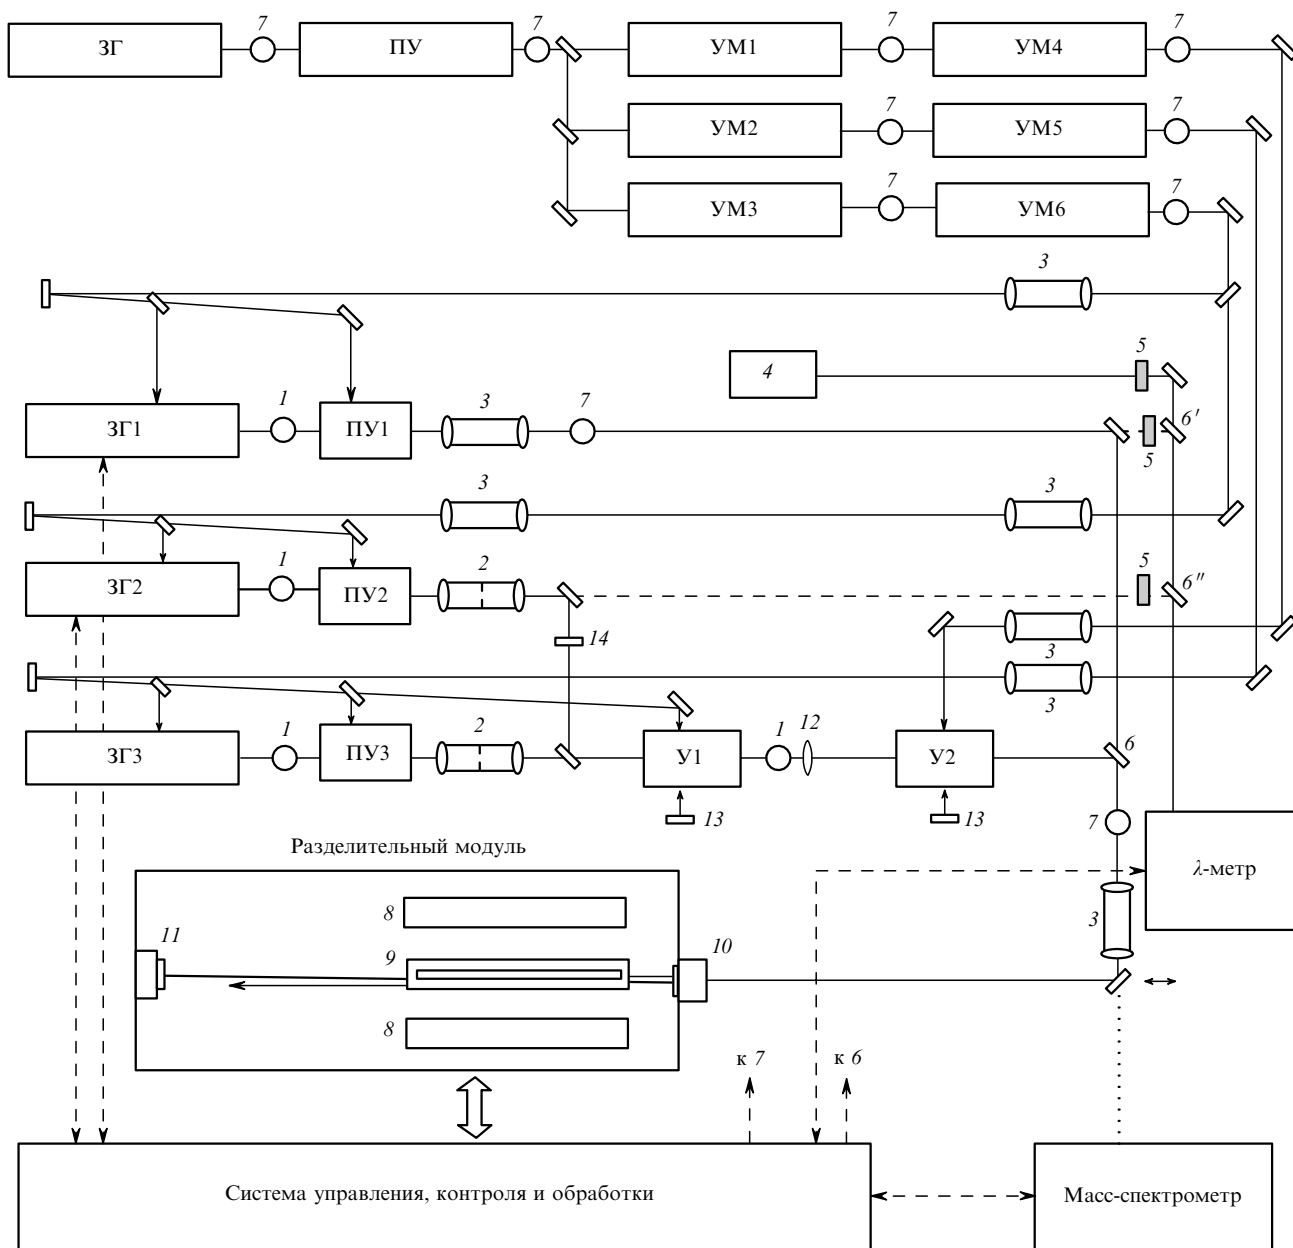 7
7
7
7
ЗГ
ПУ
УМ1
УМ4
7
7
УМ2
УМ5
7
7
УМ3
УМ6
3
4
5
1
3
7
6′
ЗГ1
ПУ1
5
3
3
1
2
5
6″
ЗГ2
ПУ2
14
3
3
1
2
1
12
6
ЗГ3
ПУ3
У1
У2
13
13
7
Разделительный модуль
λ-метр
8
3
11
9
10
8
к 7
к 6
Система управления, контроля и обработки
Масс-спектрометр